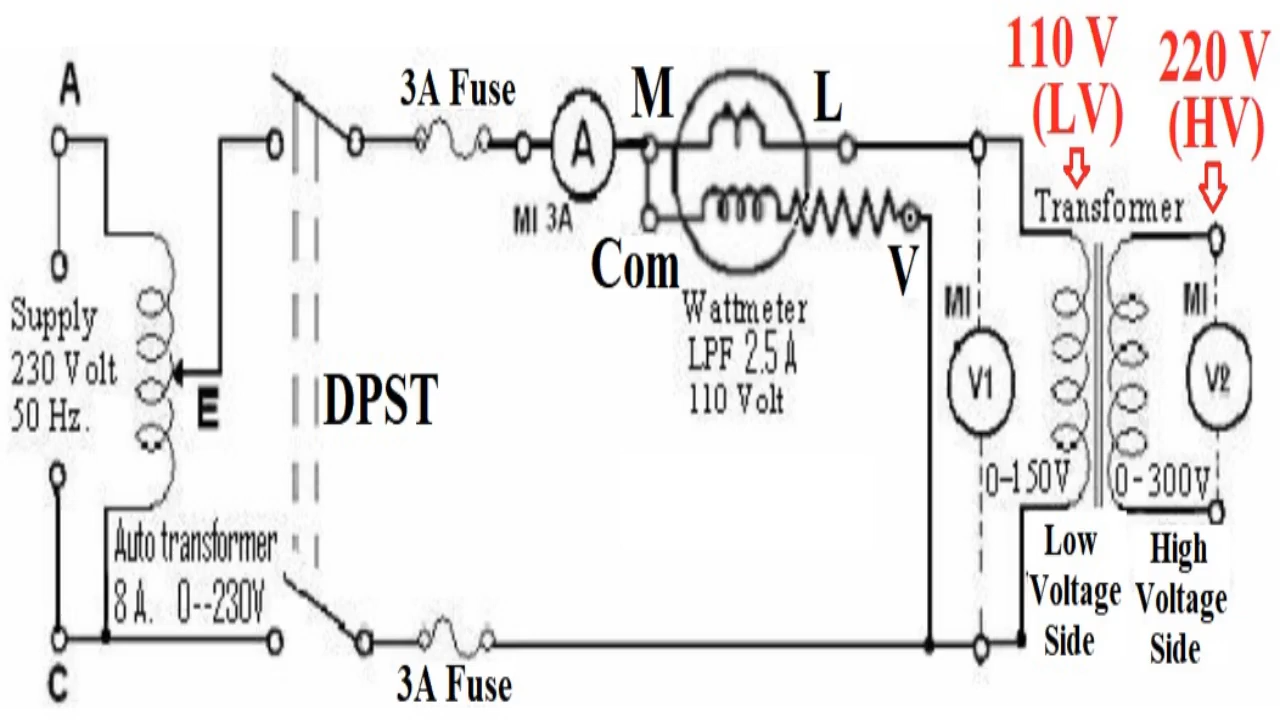 A
Supply
230 Volt
50 Hz.
C
E
Auto transformer
8 A. 0--230V
DPST
3A Fuse
3A Fuse
A
MI 3A
M
L
Com
V
Wattmeter
LPF 2.5 A
110 Volt
110 V
(LV)
220 V
(HV)
Transformer
MI
V1
0-150V
MI
V2
0-300V
Low
Voltage
Side
High
Voltage
Side